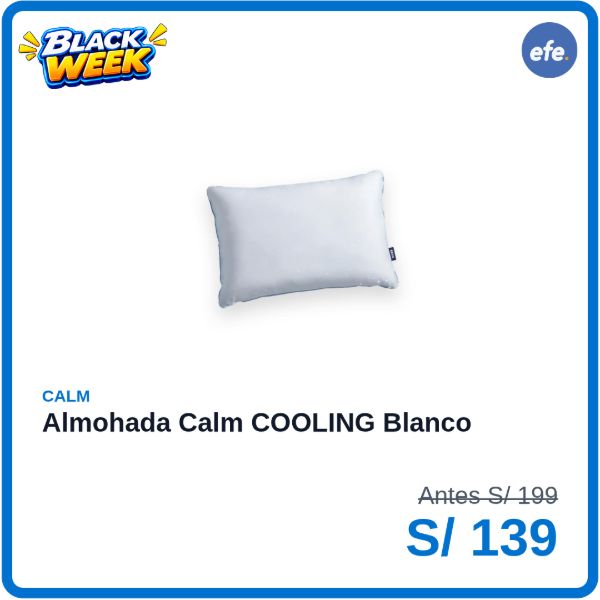 BLACK
WEEK
efe.
CALM
Almohada Calm COOLING Blanco
Antes S/ 199
S/ 139